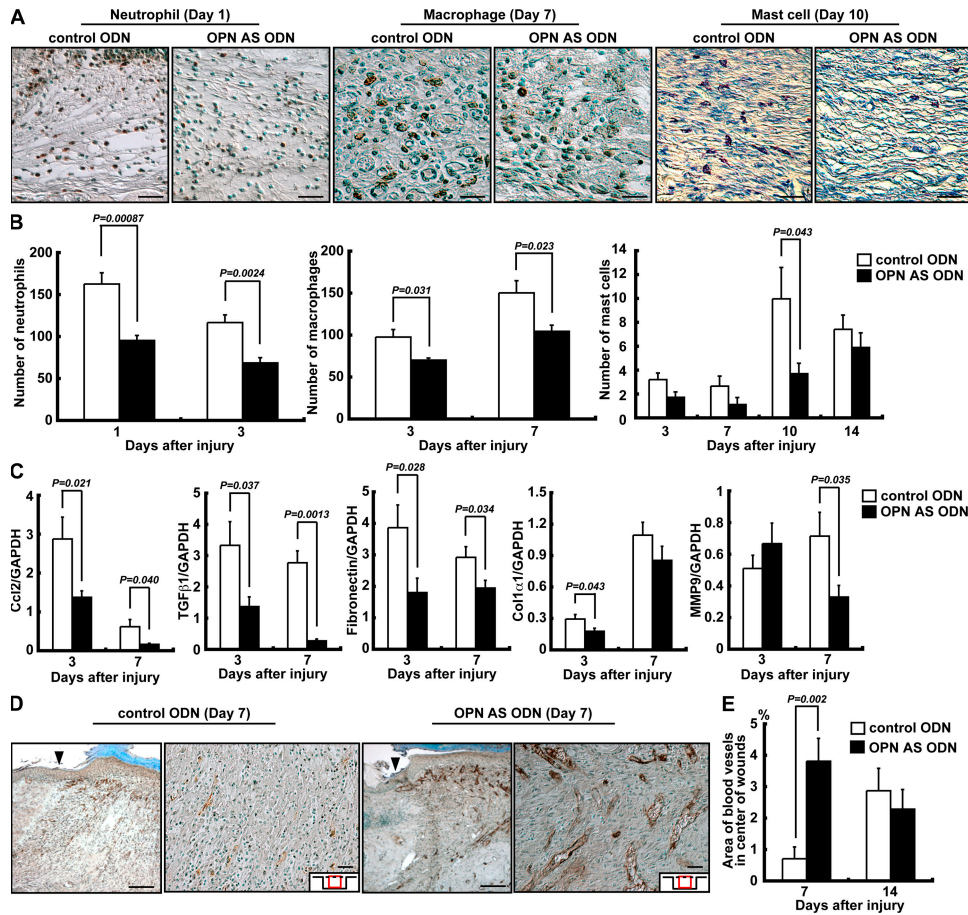 A
Neutrophil (Day 1)
Macrophage (Day 7)
Mast cell (Day 10)
control ODN
OPN AS ODN
control ODN
OPN AS ODN
control ODN
OPN AS ODN
B
P=0.00087
P=0.0024
200
150
100
50
0
Number of neutrophils
1
3
Days after injury
P=0.031
P=0.023
200
150
100
50
0
Number of macrophages
3
7
Days after injury
P=0.043
14
12
10
8
6
4
2
0
Number of mast cells
3
7
10
14
Days after injury
control ODN
OPN AS ODN
C
P=0.021
P=0.040
4
3
2
1
0
Ccl2/GAPDH
3
7
Days after injury
P=0.037
P=0.0013
5
4
3
2
1
0
TGFβ1/GAPDH
3
7
Days after injury
P=0.028
P=0.034
5
4
3
2
1
0
Fibronectin/GAPDH
3
7
Days after injury
P=0.043
1.5
1.2
0.9
0.6
0.3
0
Col1α1/GAPDH
3
7
Days after injury
P=0.035
1
0.8
0.6
0.4
0.2
0
MMP9/GAPDH
3
7
Days after injury
control ODN
OPN AS ODN
D
control ODN (Day 7)
OPN AS ODN (Day 7)
E
P=0.002
%
5
4
3
2
1
0
Area of blood vessels
in center of wounds
7
14
Days after injury
control ODN
OPN AS ODN